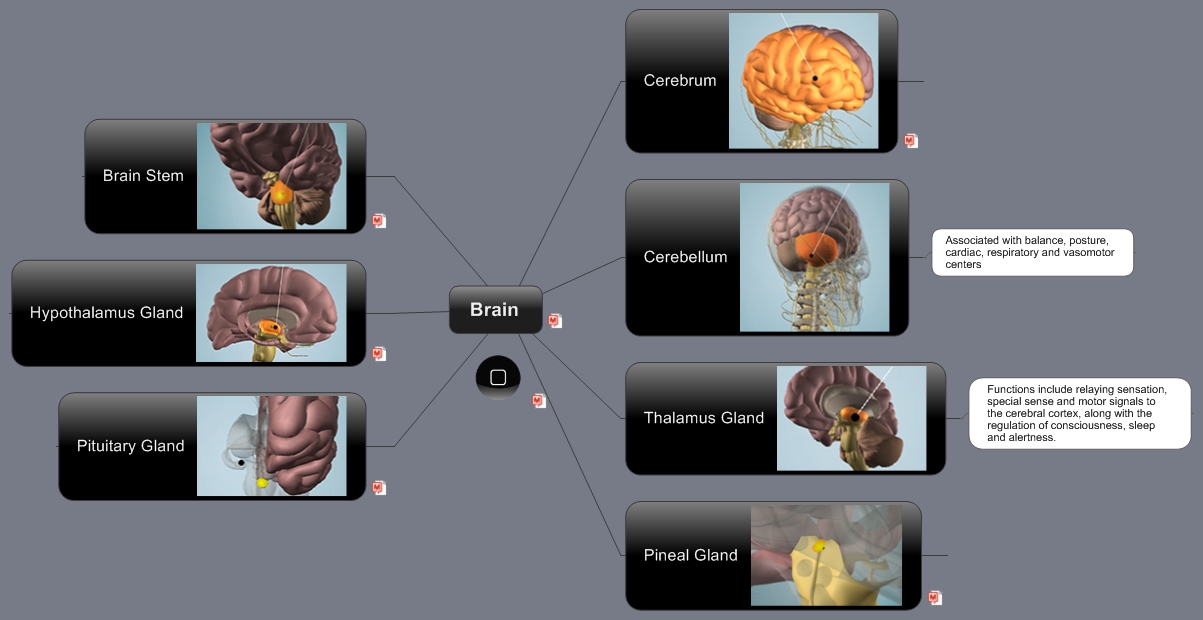 Brain
Cerebrum
Cerebellum
Associated with balance, posture,
cardiac, respiratory and vasomotor
centers
Thalamus Gland
Functions include relaying sensation,
special sense and motor signals to
the cerebral cortex, along with the
regulation of consciousness, sleep
and alertness.
Pineal Gland
Brain Stem
Hypothalamus Gland
Pituitary Gland